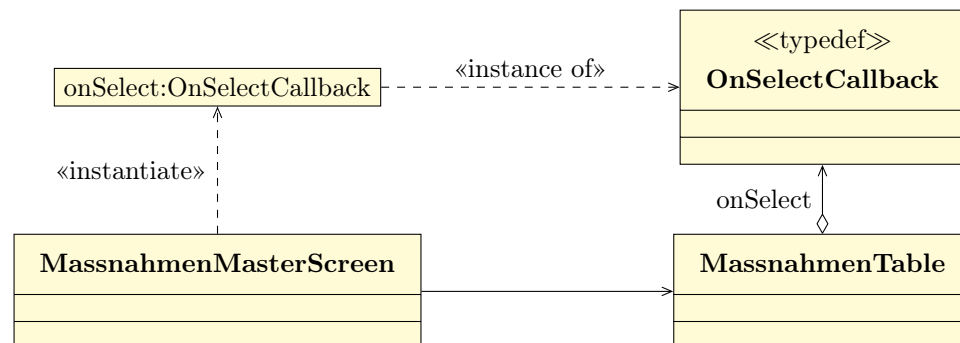 ≪typedef≫
OnSelectCallback
«instance of»
onSelect:OnSelectCallback
«instantiate»
onSelect
MassnahmenMasterScreen
MassnahmenTable